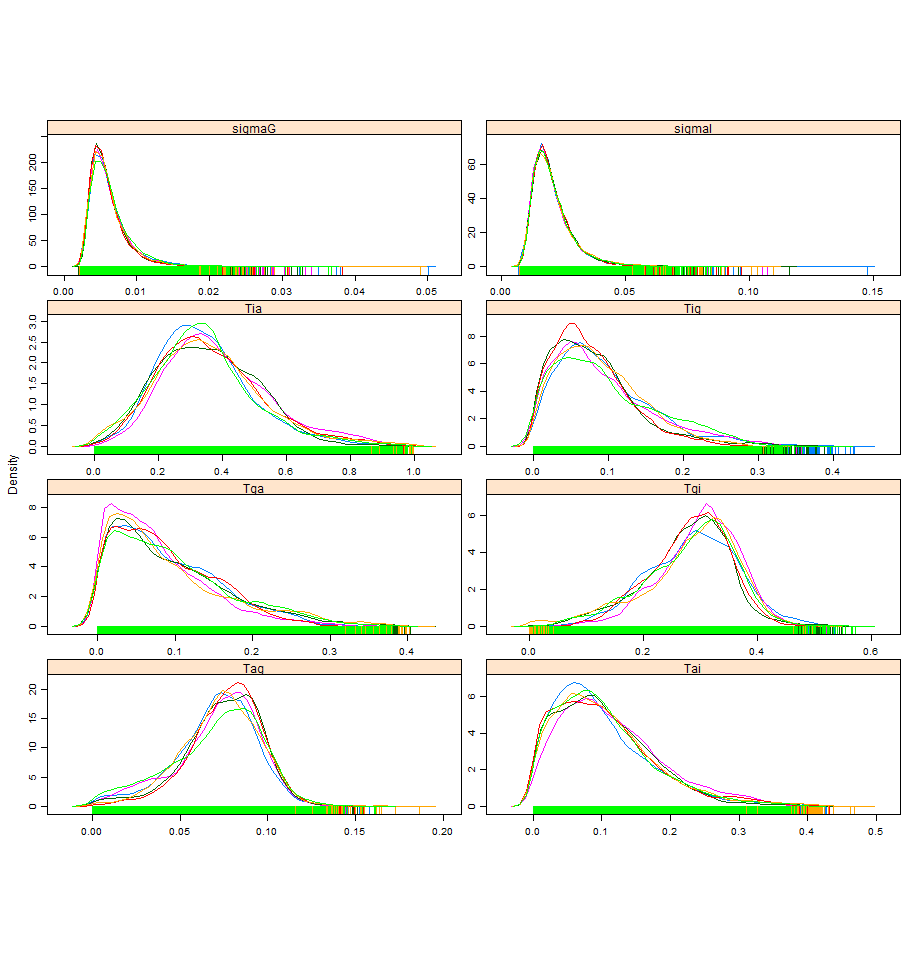 sigmaG
sigmaI
0 50 100 150 200
0 20 40 60
0.00 0.01 0.02 0.03 0.04 0.05
0.00 0.05 0.10 0.15
Tia
Tig
0.0 0.5 1.0 1.5 2.0 2.5 3.0
0 2 4 6 8
0.0 0.2 0.4 0.6 0.8 1.0
0.0 0.1 0.2 0.3 0.4
Density
Tga
Tgi
0 2 4 6 8
0 2 4 6
0.0 0.1 0.2 0.3 0.4
0.0 0.2 0.4 0.6
Tag
Tai
0 5 10 15 20
0 2 4 6
0.00 0.05 0.10 0.15 0.20
0.0 0.1 0.2 0.3 0.4 0.5